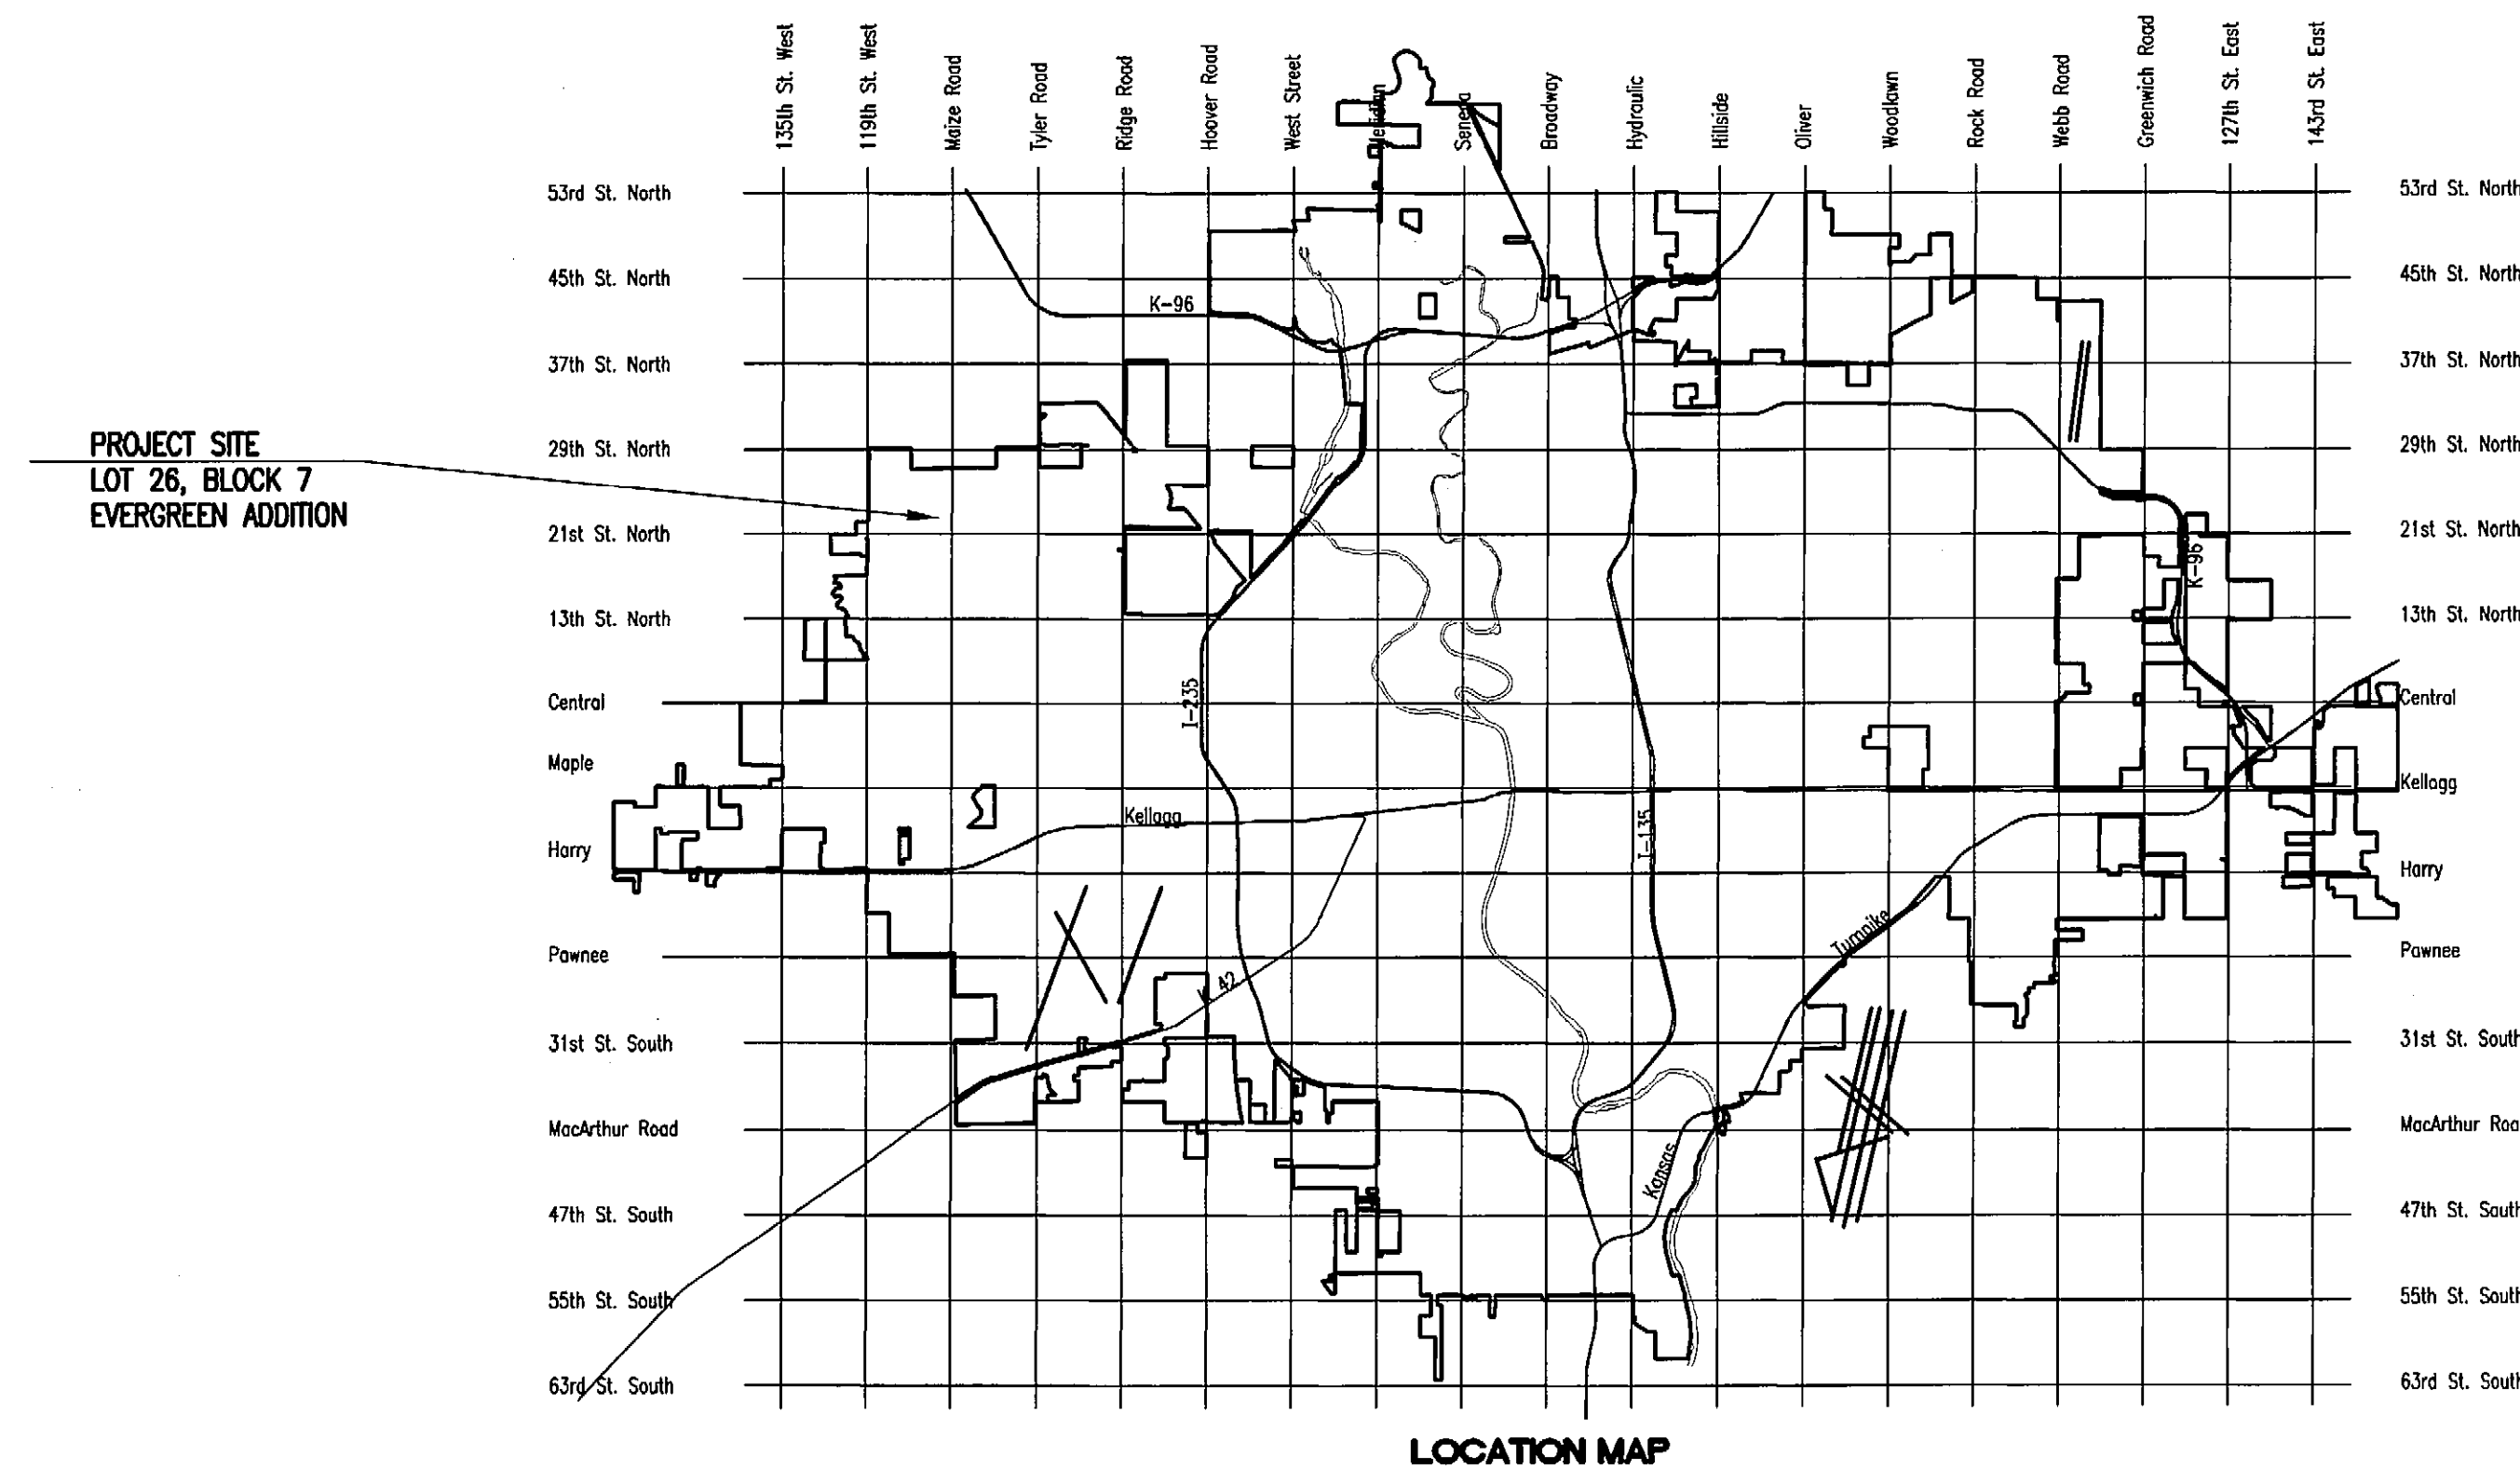 135th St. West
119th St. West
Maize Road
Tyler Road
Ridge Road
Hoover Road
West Street
Meridian
Seneca
Broadway
Hydraulic
Hillside
Oliver
Woodlawn
Rock Road
Webb Road
Greenwich Road
127th St. East
143rd St. East
53rd St. North
53rd St. North
45th St. North
45th St. North
K-96
37th St. North
37th St. North
PROJECT SITE
LOT 26, BLOCK 7
EVERGREEN ADDITION
29th St. North
29th St. North
21st St. North
21st St. North
K-96
13th St. North
13th St. North
Central
Central
I-235
Maple
Kellogg
Kellogg
I-135
Harry
Harry
Turnpike
Pawnee
Pawnee
K-42
31st St. South
31st St. South
MacArthur Road
MacArthur Roa
Kansas
47th St. South
47th St. South
55th St. South
55th St. South
63rd St. South
63rd St. South
LOCATION MAP